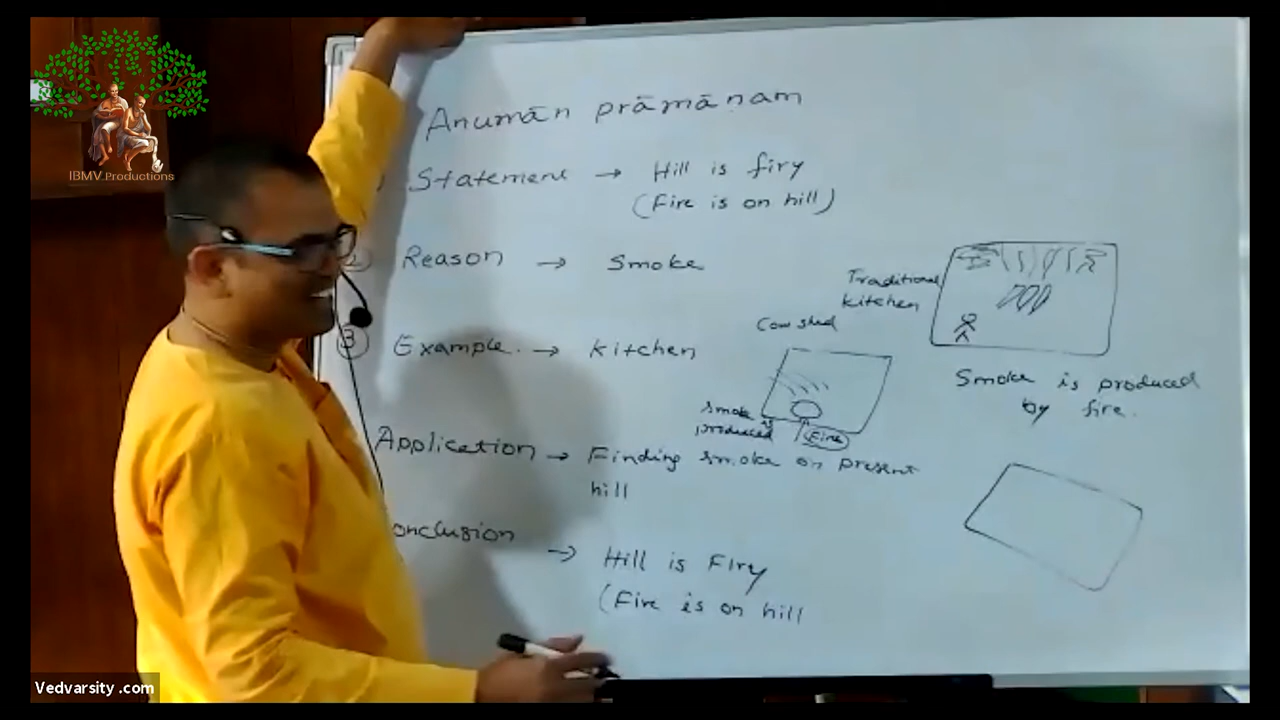 IBMV.Productions
Anumān prāmānam
Statement → Hill is firy
(Fire is on hill)
2 Reason → Smoke
3 Example. → Kitchen
Traditional
kitchen
Cow shed
Smoke
produced
Fire
Smoke is produced
by fire.
Application → Finding smoke on present
hill
onclusion
→ Hill is Firy
(Fire is on hill
Vedvarsity .com